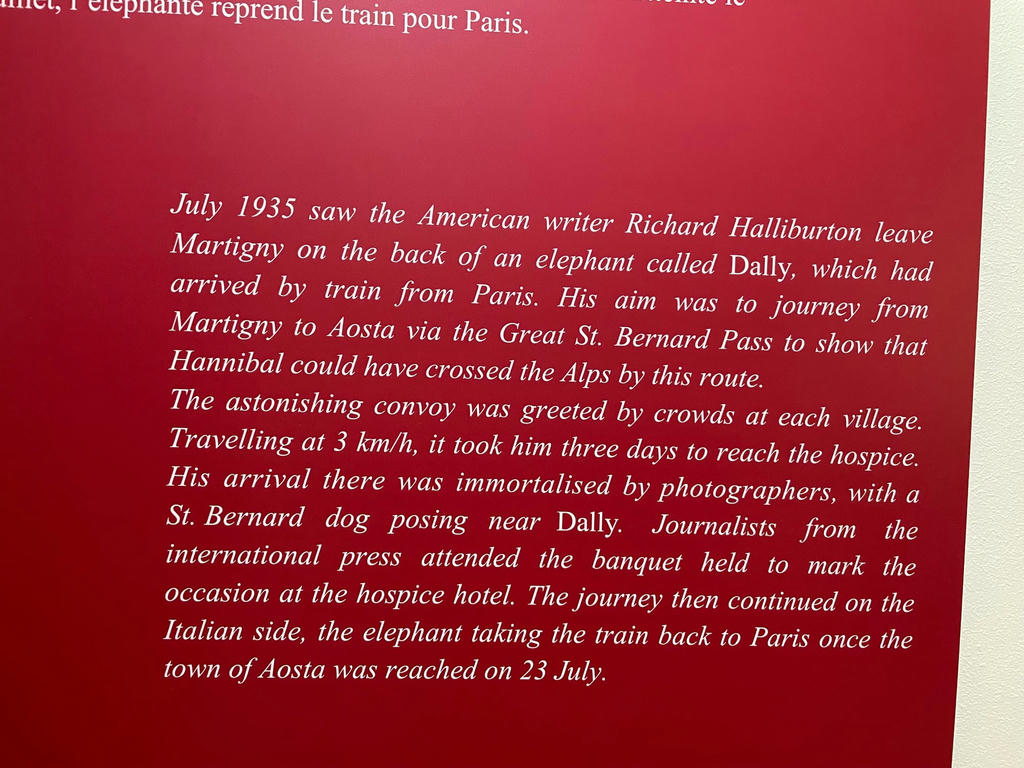 l'éléphante reprend le train pour Paris.
July 1935 saw the American writer Richard Halliburton leave
Martigny on the back of an elephant called Dally, which had
arrived by train from Paris. His aim was to journey from
Martigny to Aosta via the Great St. Bernard Pass to show that
Hannibal could have crossed the Alps by this route.
The astonishing convoy was greeted by crowds at each village.
Travelling at 3 km/h, it took him three days to reach the hospice.
His arrival there was immortalised by photographers, with a
St. Bernard dog posing near Dally. Journalists from the
international press attended the banquet held to mark the
occasion at the hospice hotel. The journey then continued on the
Italian side, the elephant taking the train back to Paris once the
town of Aosta was reached on 23 July.